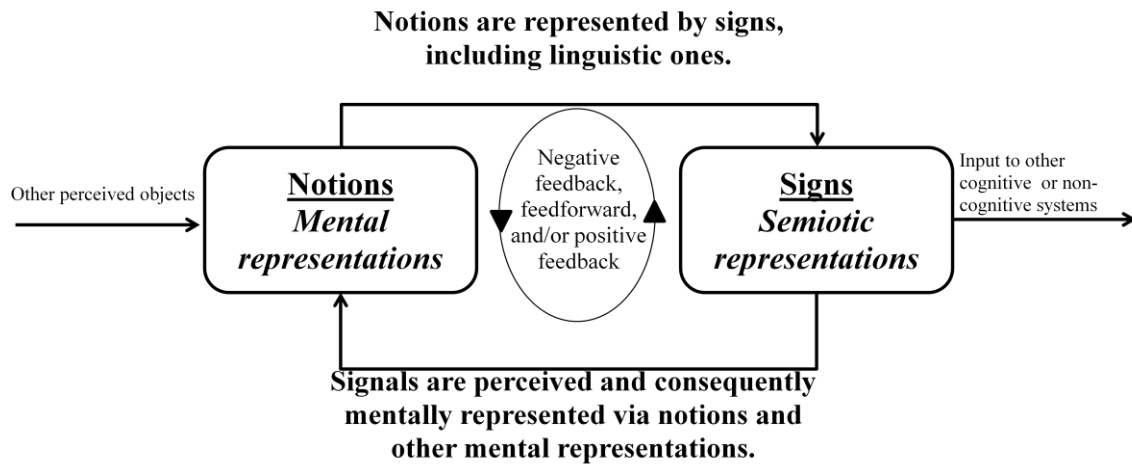 Notions are represented by signs,
including linguistic ones.
Other perceived objects
Notions
Mental
representations
Negative
feedback,
feedforward,
and/or positive
feedback
Signs
Semiotic
representations
Input to other
cognitive or non-
cognitive systems
Signals are perceived and consequently
mentally represented via notions and
other mental representations.